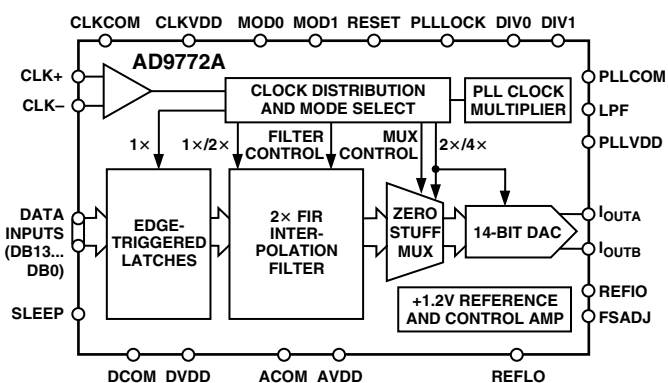 CLKCOM CLKVDD MOD0 MOD1 RESET PLLLOCK DIV0 DIV1
AD9772A
CLK+
CLK–
CLOCK DISTRIBUTION
AND MODE SELECT
PLL CLOCK
MULTIPLIER
PLLCOM
LPF
PLLVDD
1×
1×/2×
FILTER
CONTROL
MUX
CONTROL
2×/4×
DATA
INPUTS
(DB13...
DB0)
EDGE-
TRIGGERED
LATCHES
2× FIR
INTER-
POLATION
FILTER
ZERO
STUFF
MUX
14-BIT DAC
IOUTA
IOUTB
SLEEP
+1.2V REFERENCE
AND CONTROL AMP
REFIO
FSADJ
DCOM DVDD ACOM AVDD REFLO